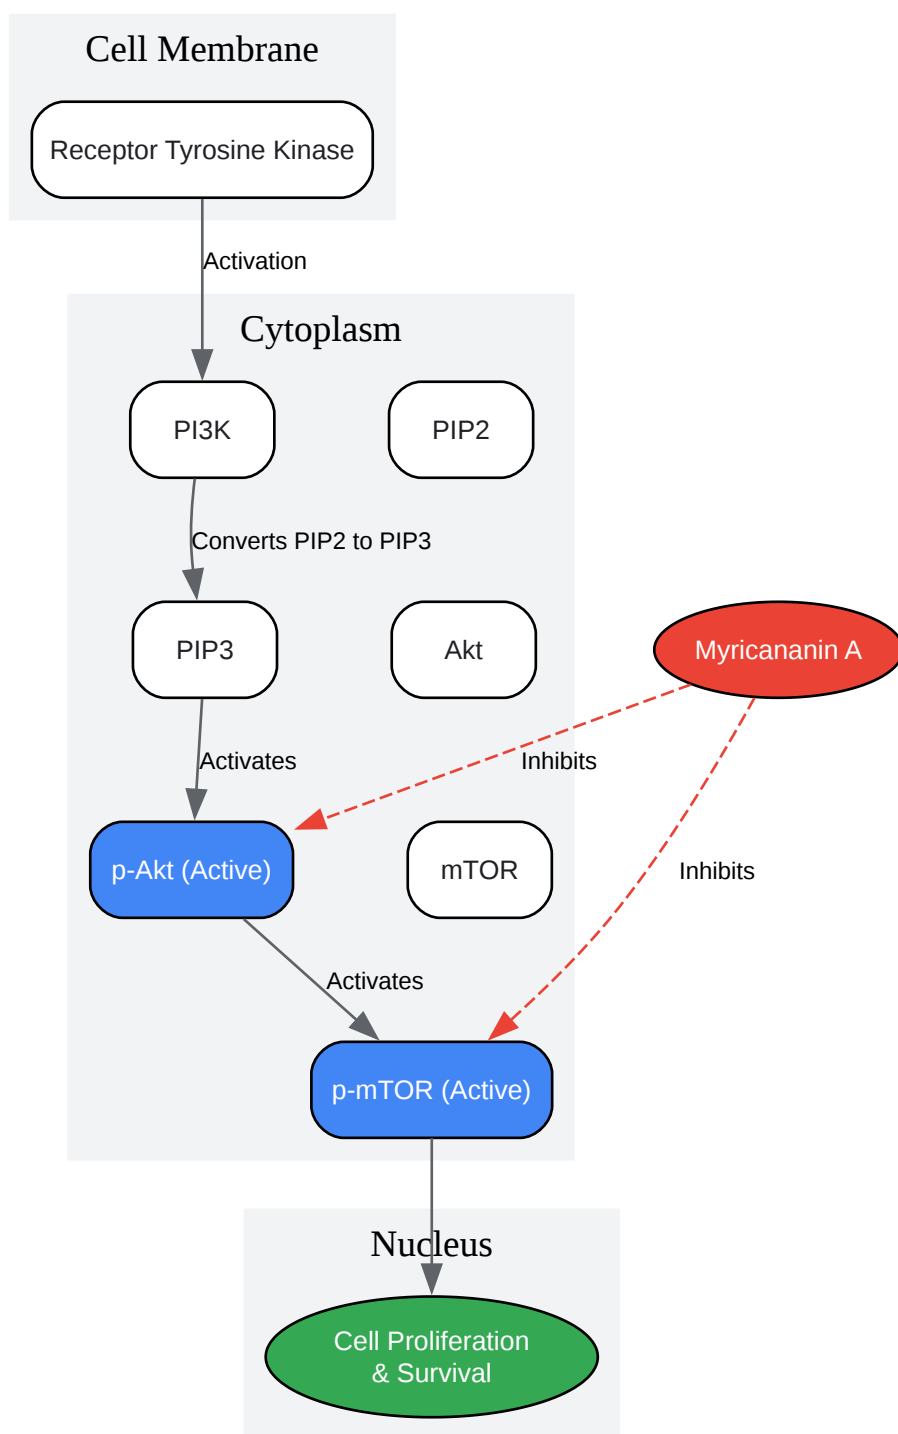 Cell Membrane
Receptor Tyrosine Kinase
Activation
Cytoplasm
PI3K
PIP2
Converts PIP2 to PIP3
PIP3
Akt
Myricananin A
Activates
Inhibits
p-Akt (Active)
mTOR
Inhibits
Activates
p-mTOR (Active)
Nucleus
Cell Proliferation
& Survival